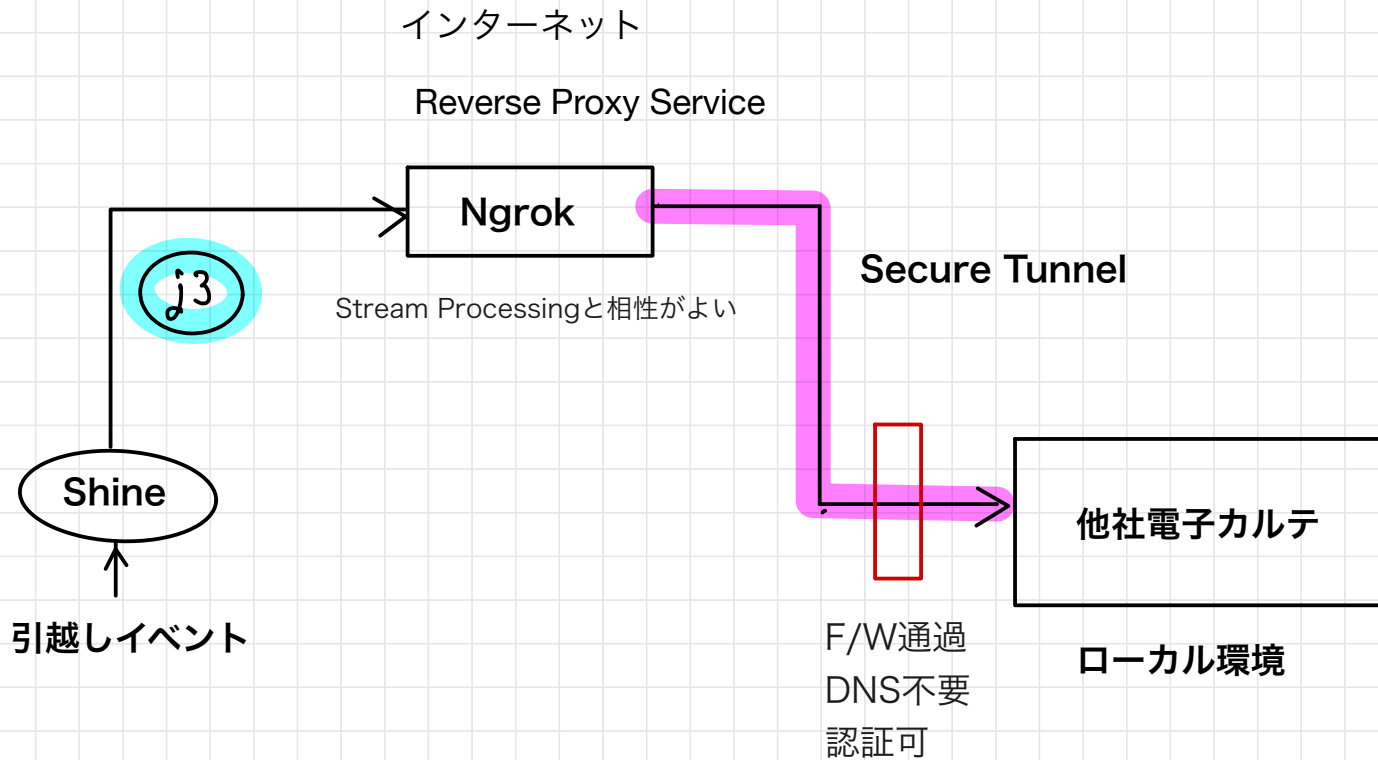 インターネット
Reverse Proxy Service
Ngrok
j3
Stream Processingと相性がよい
Secure Tunnel
Shine
引越しイベント
他社電子カルテ
F/W通過
DNS不要
認証可
ローカル環境